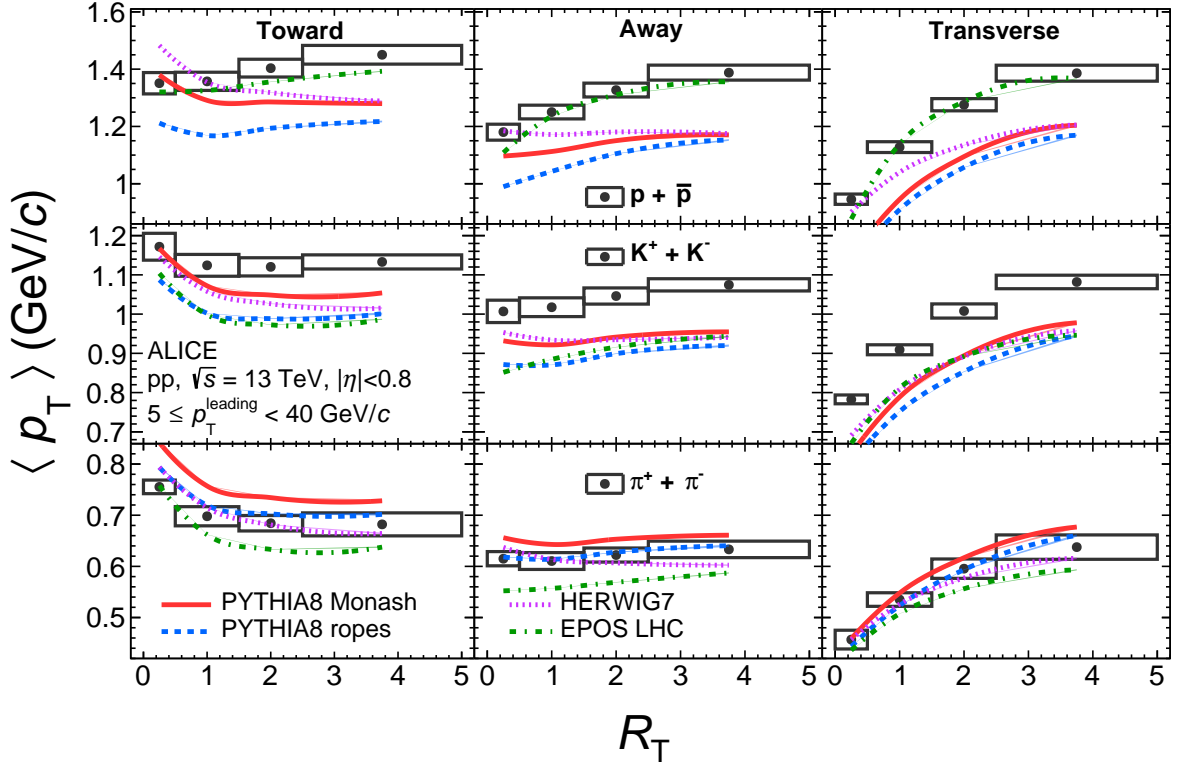 Toward Away Transverse
1.6
1.4
1.2
1
p + p̅
1.2
1.1
1
0.9
0.8
0.7
K⁺ + K⁻
ALICE
pp, √s = 13 TeV, |η|<0.8
5 ≤ p_T^leading < 40 GeV/c
0.8
0.7
0.6
0.5
π⁺ + π⁻
PYTHIA8 Monash
PYTHIA8 ropes
HERWIG7
EPOS LHC
0 1 2 3 4 5 0 1 2 3 4 5 0 1 2 3 4 5
⟨ p_T ⟩ (GeV/c)
R_T